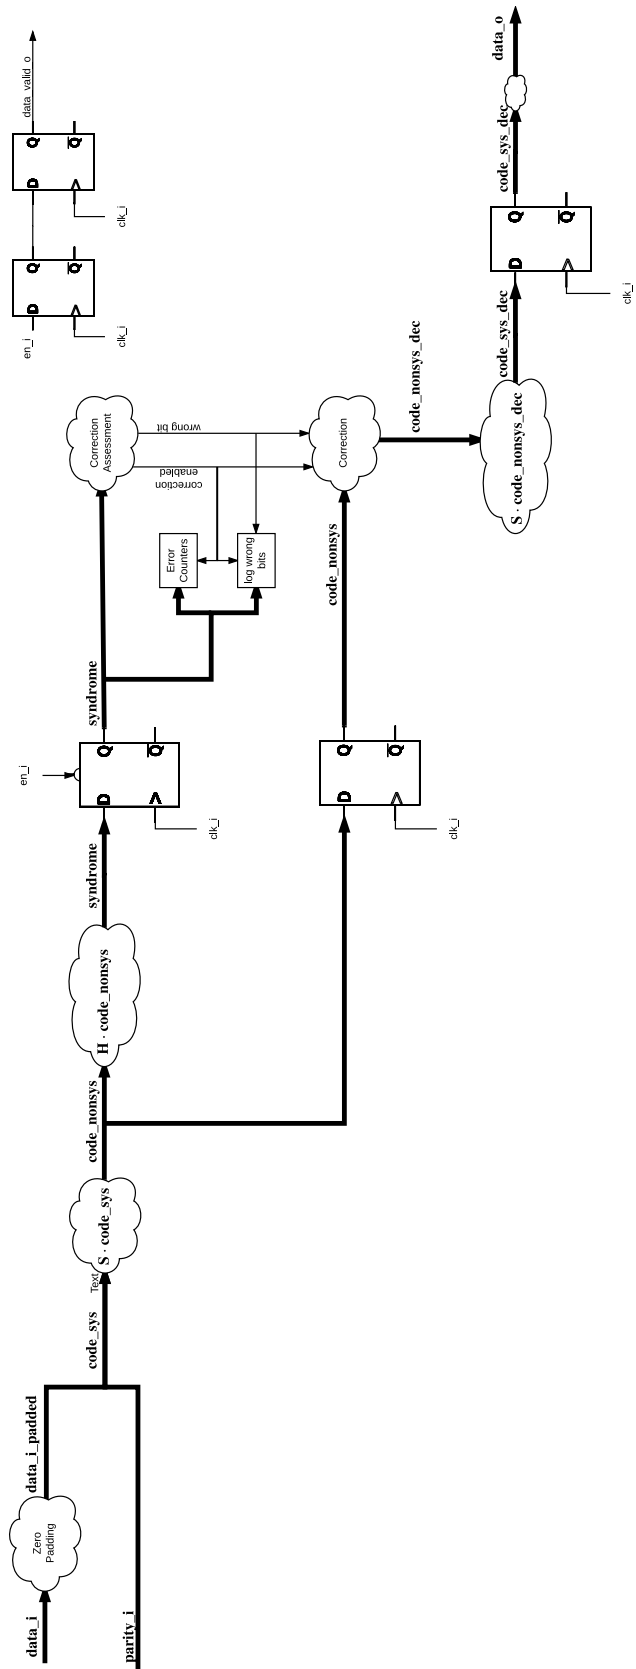 data_i
Zero
Padding
data_i_padded
parity_i
code_sys
Text
S · code_sys
code_nonsys
H · code_nonsys
syndrome
en_i
D
Q
Q
clk_i
syndrome
D
Q
Q
clk_i
code_nonsys
Error
Counters
log wrong
bits
Correction
Assessment
correction
enabled
wrong bit
Correction
code_nonsys_dec
S · code_nonsys_dec
code_sys_dec
D
Q
Q
clk_i
code_sys_dec
data_o
en_i
D
Q
Q
clk_i
D
Q
Q
clk_i
data_valid_o